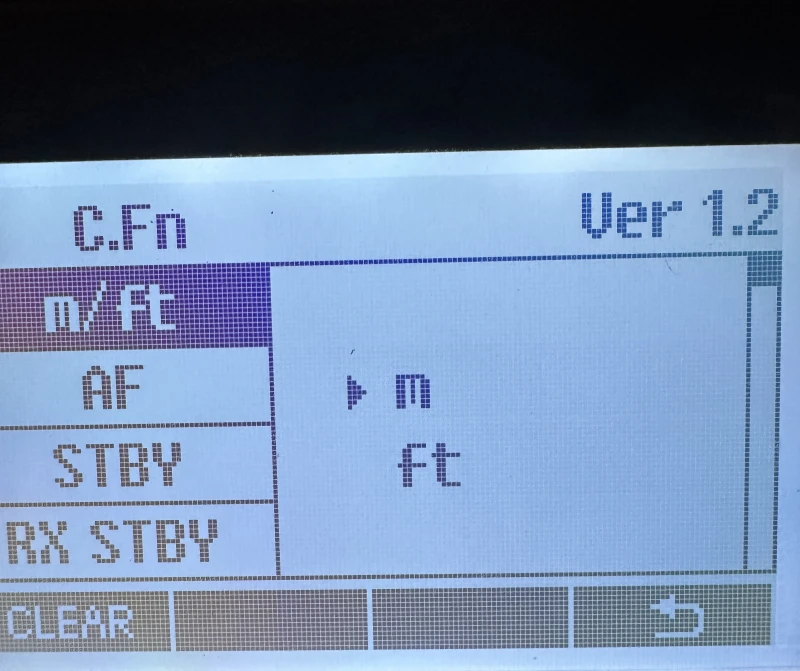 C.Fn Ver 1.2
m/ft
AF
m
STBY
ft
RX STBY
CLEAR